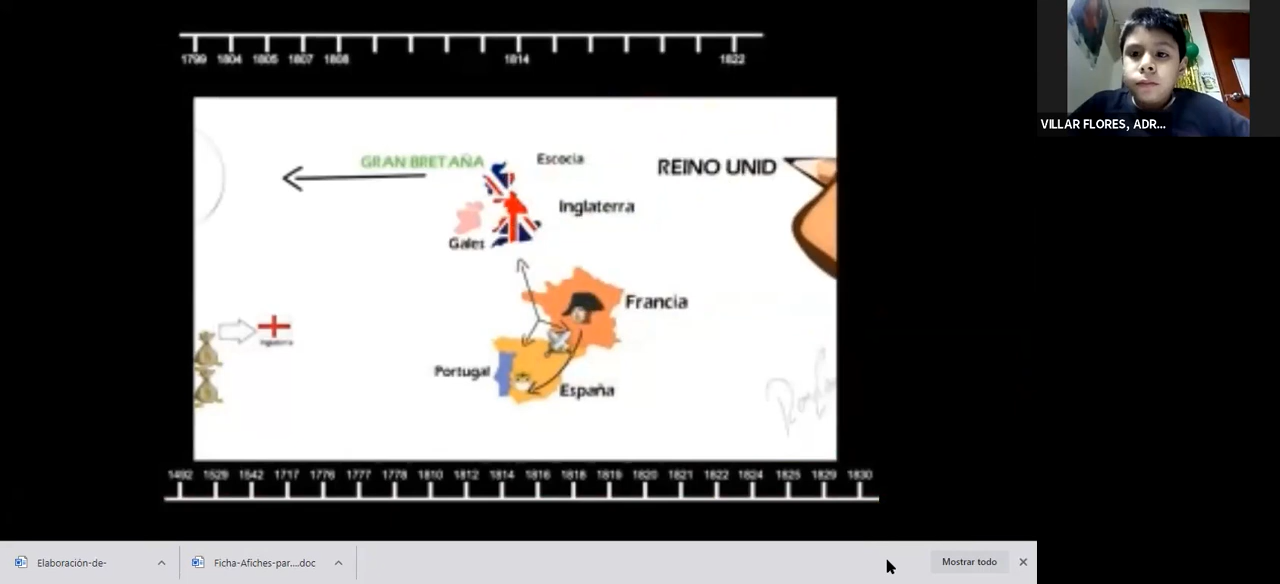 1799 1804 1805 1807 1808 1814 1822
VILLAR FLORES, ADR...
GRAN BRETAÑA
Escocia
REINO UNID
Inglaterra
Gales
Francia
Inglaterra
Portugal
España
1492 1529 1542 1717 1776 1777 1778 1810 1812 1814 1816 1818 1819 1820 1821 1822 1824 1825 1829 1830
Elaboración-de-
Ficha-Afiches-par....doc
Mostrar todo